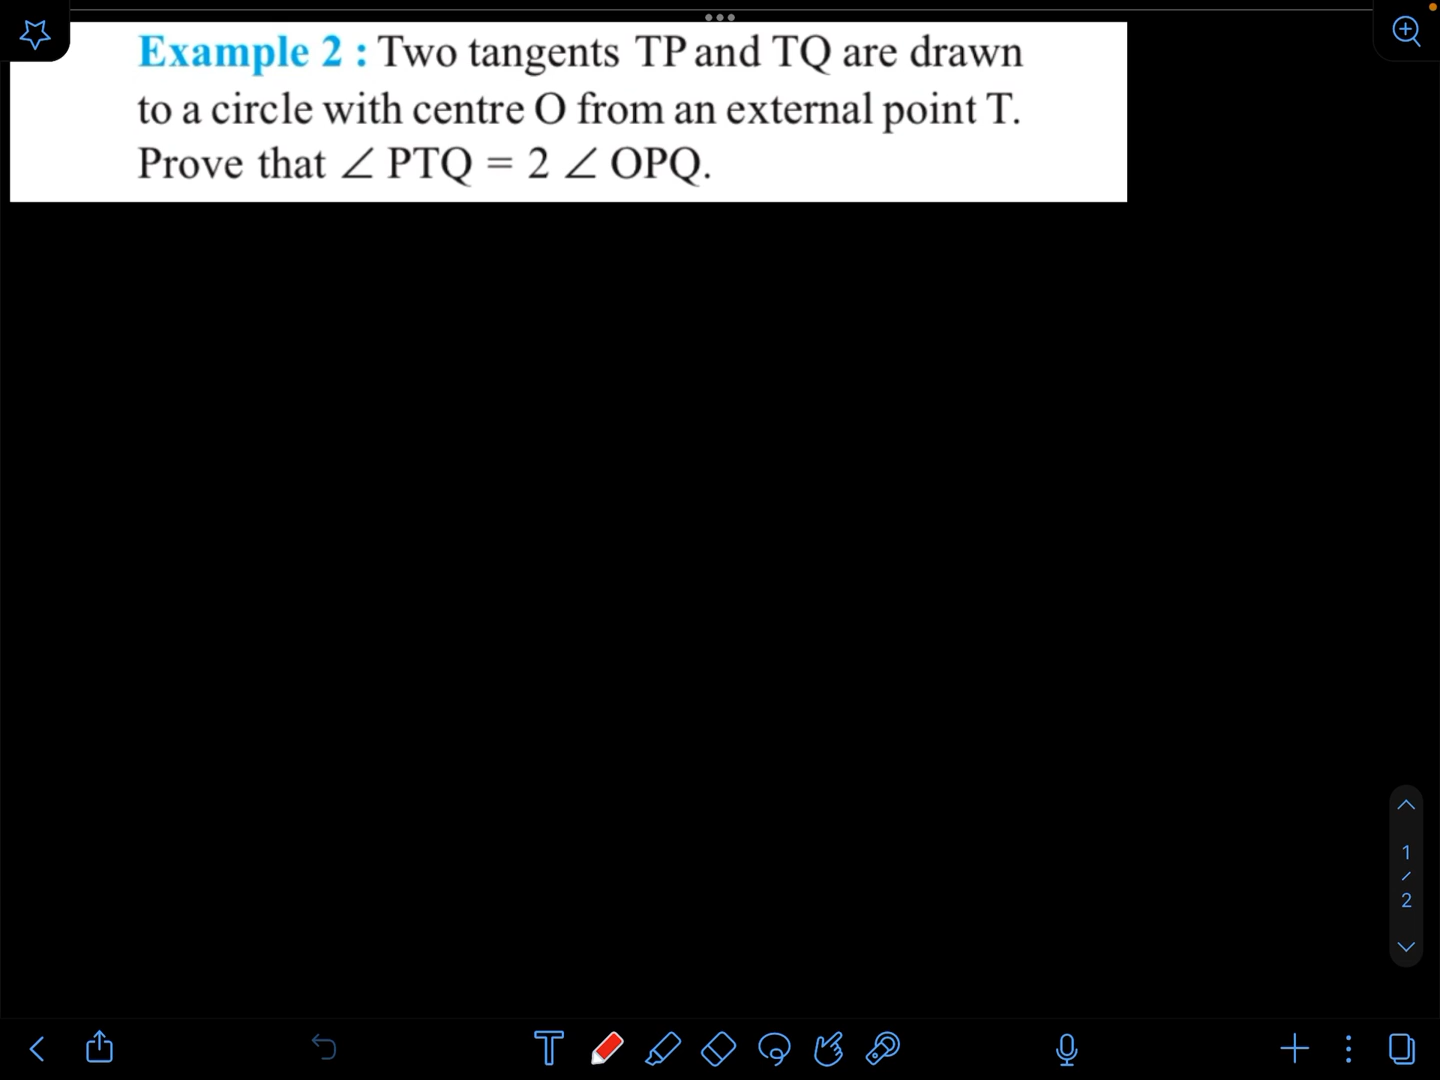 Example 2 : Two tangents TP and TQ are drawn
to a circle with centre O from an external point T.
Prove that ∠ PTQ = 2 ∠ OPQ.
1
/
2
T